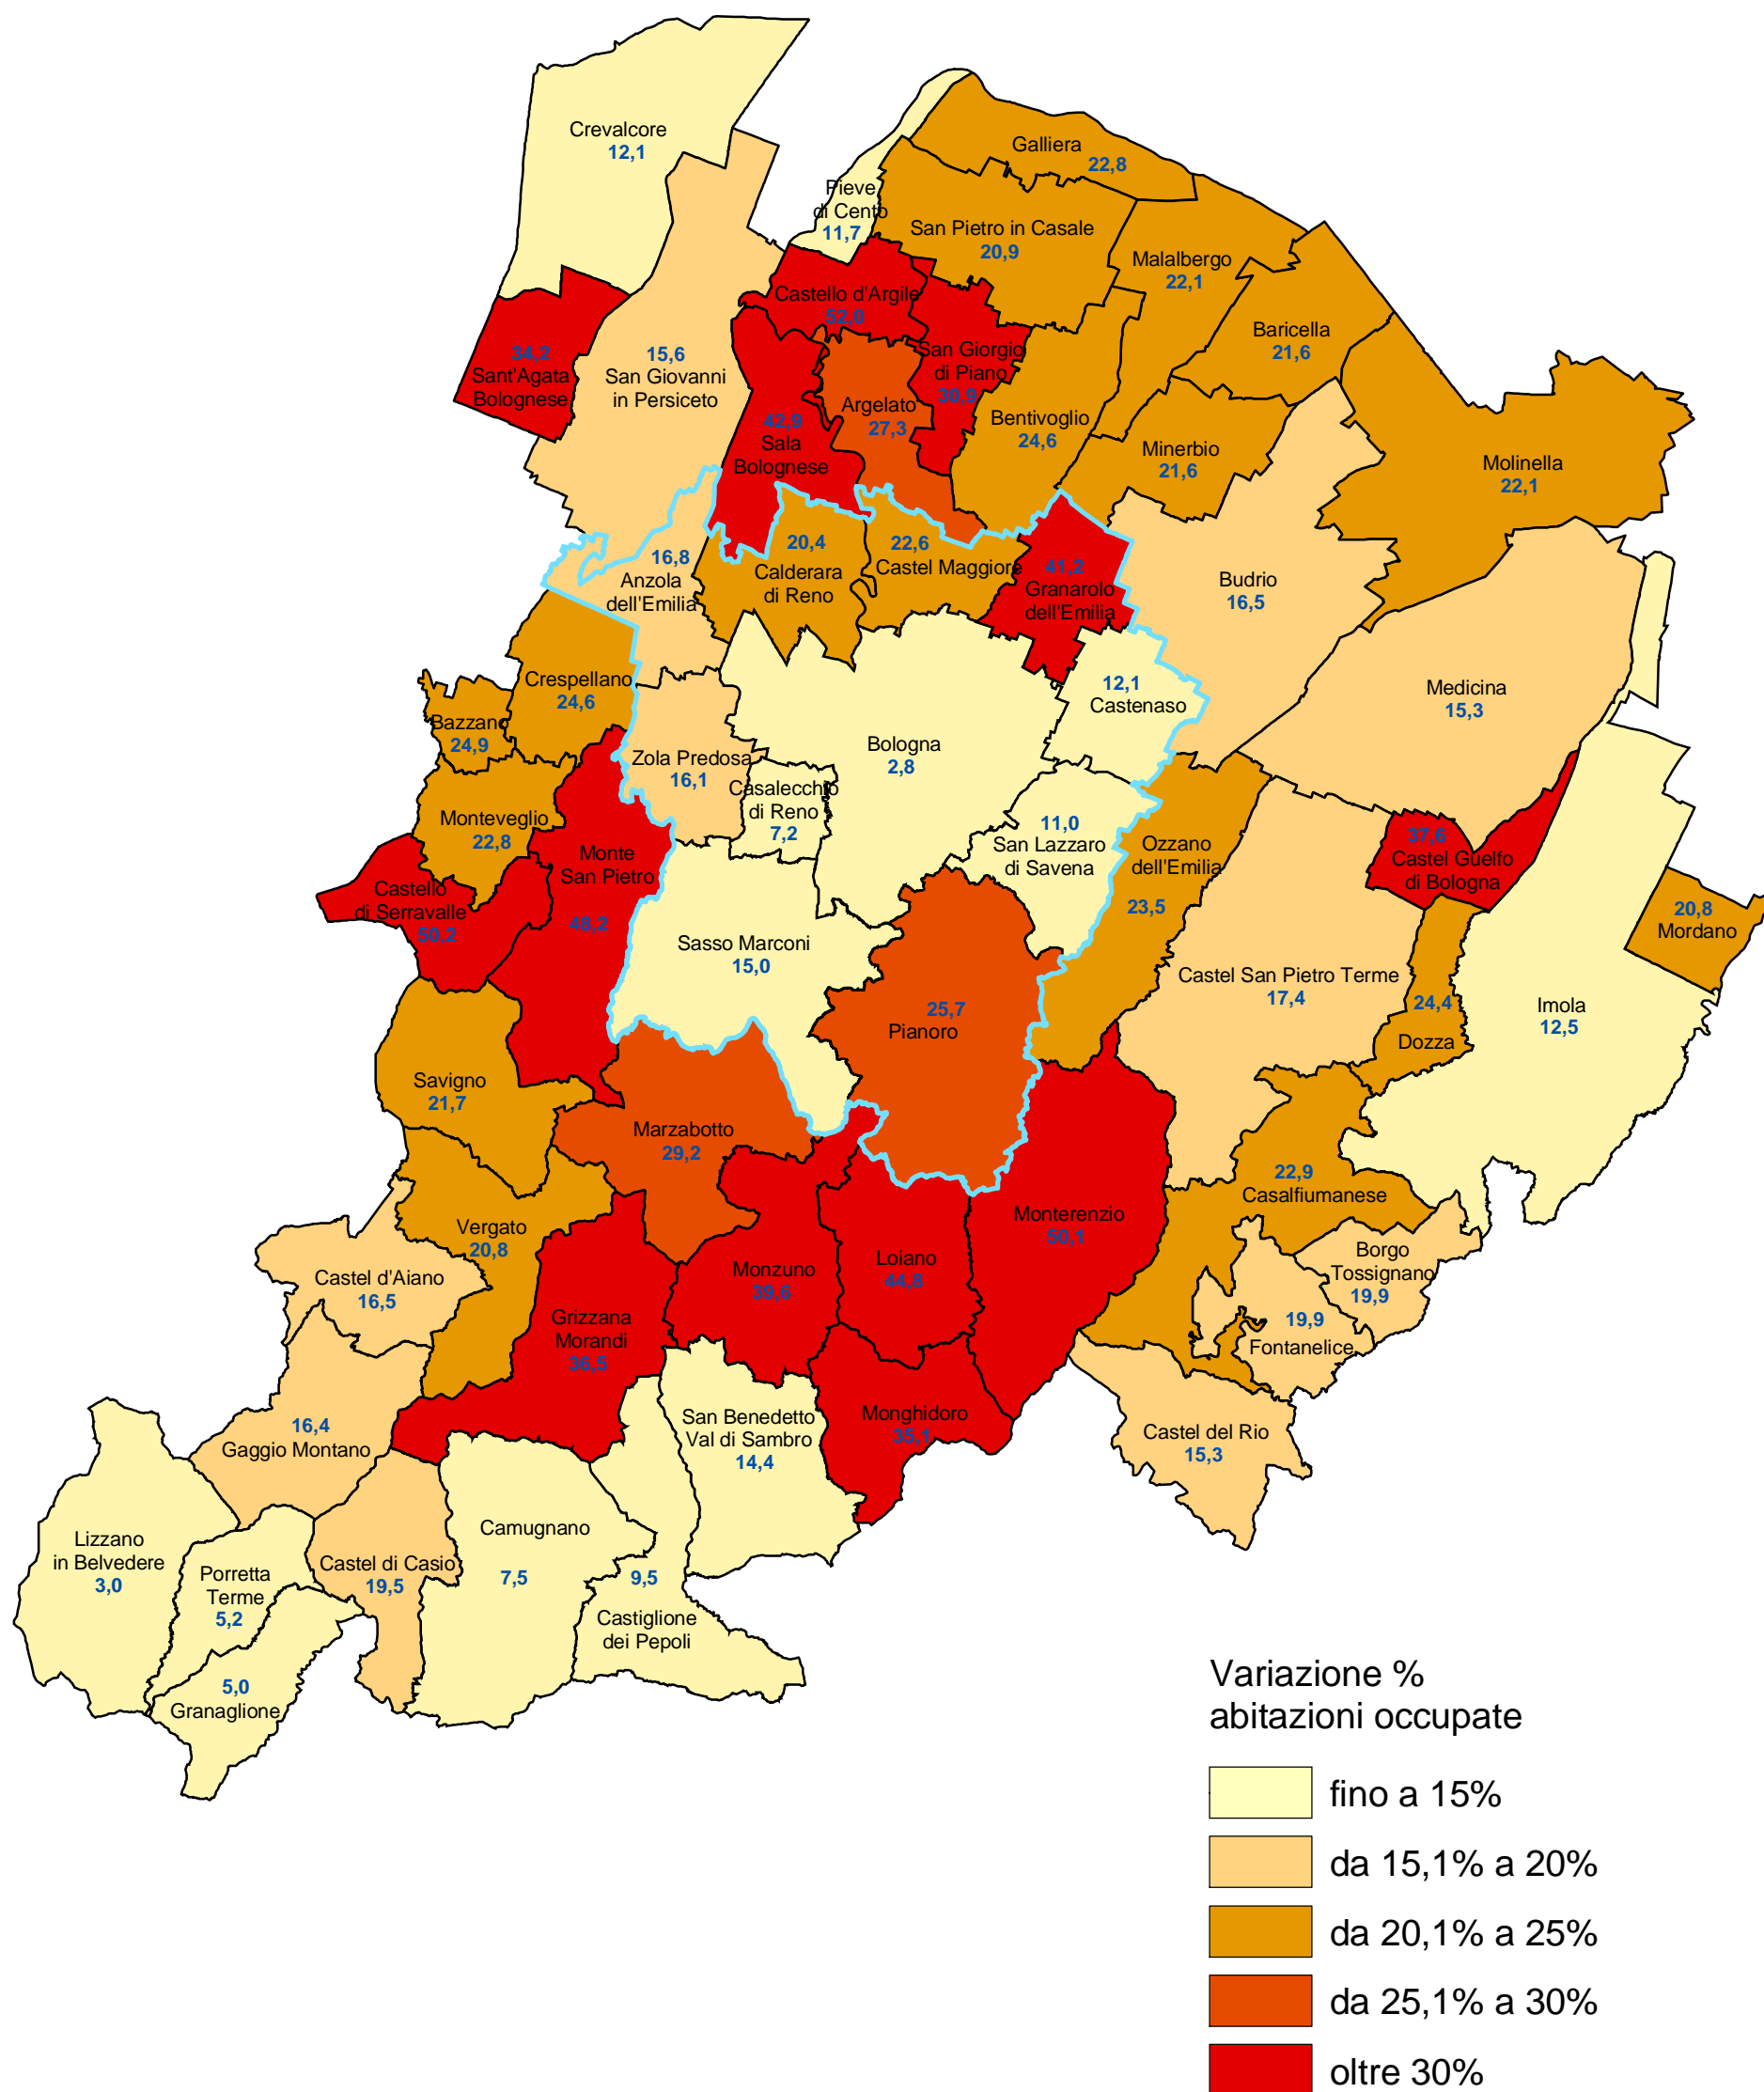 Crevalcore
12,1
Galliera
22,8
Pieve
di Cento
11,7
San Pietro in Casale
20,9
Malalbergo
22,1
Castello d'Argile
52,0
Baricella
21,6
34,2
Sant'Agata
Bolognese
15,6
San Giovanni
in Persiceto
San Giorgio
di Piano
30,9
Argelato
27,3
42,9
Sala
Bolognese
Bentivoglio
24,6
Minerbio
21,6
Molinella
22,1
16,8
Anzola
dell'Emilia
20,4
Calderara
di Reno
22,6
Castel Maggiore
41,2
Granarolo
dell'Emilia
Budrio
16,5
Crespellano
24,6
12,1
Castenaso
Medicina
15,3
Bazzano
24,9
Zola Predosa
16,1
Bologna
2,8
Casalecchio
di Reno
7,2
Monteveglio
22,8
Monte
San Pietro
48,2
11,0
San Lazzaro
di Savena
Ozzano
dell'Emilia
23,5
37,6
Castel Guelfo
di Bologna
Castello
di Serravalle
50,2
20,8
Mordano
Sasso Marconi
15,0
Castel San Pietro Terme
17,4
24,4
Dozza
Imola
12,5
25,7
Pianoro
Savigno
21,7
Marzabotto
29,2
22,9
Casalfiumanese
Vergato
20,8
Monterenzio
50,1
Castel d'Aiano
16,5
Monzuno
39,6
Loiano
44,8
Borgo
Tossignano
19,9
Grizzana
Morandi
36,5
19,9
Fontanelice
16,4
Gaggio Montano
San Benedetto
Val di Sambro
14,4
Monghidoro
35,1
Castel del Rio
15,3
Lizzano
in Belvedere
3,0
Porretta
Terme
5,2
Castel di Casio
19,5
Camugnano
7,5
9,5
Castiglione
dei Pepoli
5,0
Granaglione
Variazione %
abitazioni occupate
fino a 15%
da 15,1% a 20%
da 20,1% a 25%
da 25,1% a 30%
oltre 30%